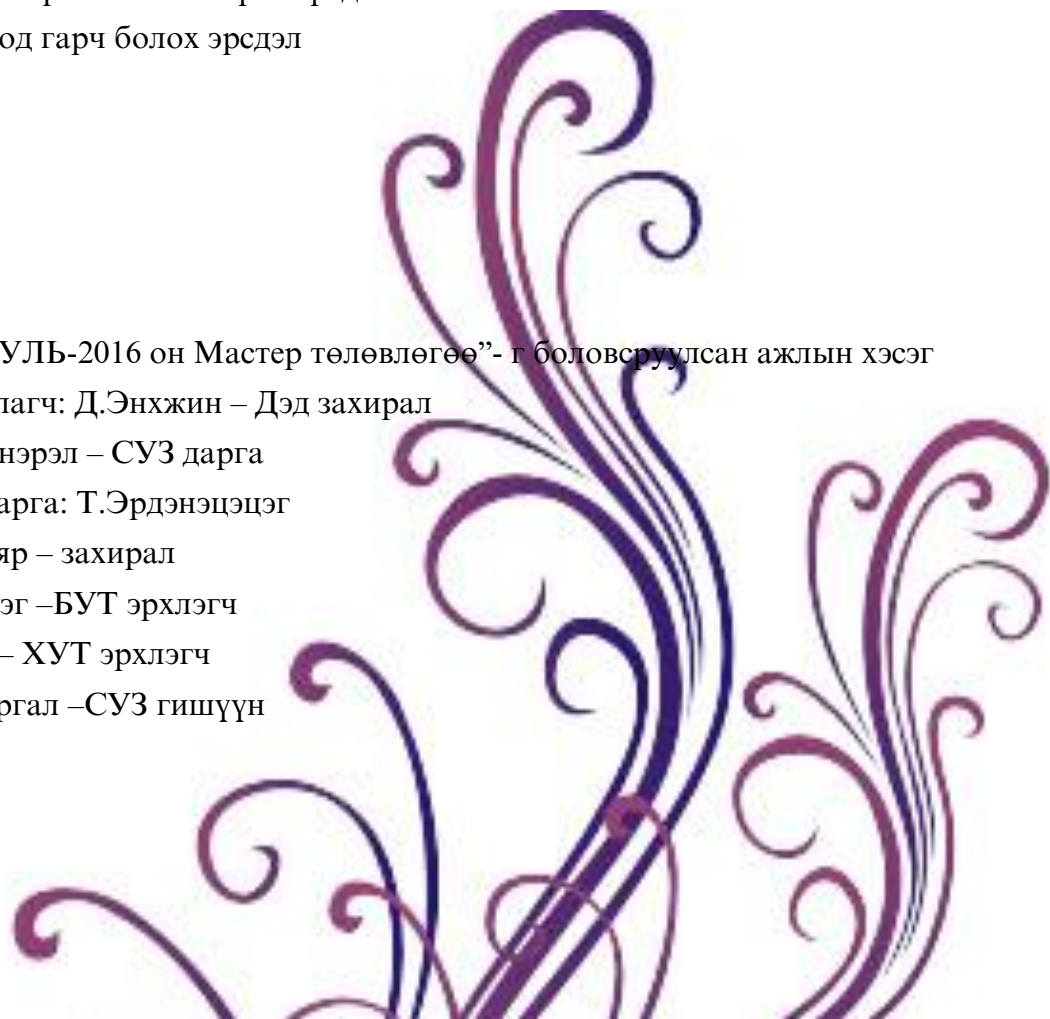 од гарч болох эрсдэл
УЛЬ-2016 он Мастер төлөвлөгөө”- г боловсруулсан ажлын хэсэг
лагч: Д.Энхжин – Дэд захирал
нэрэл – СУЗ дарга
арга: Т.Эрдэнэцэцэг
яр – захирал
эг –БУТ эрхлэгч
– ХУТ эрхлэгч
ргал –СУЗ гишүүн